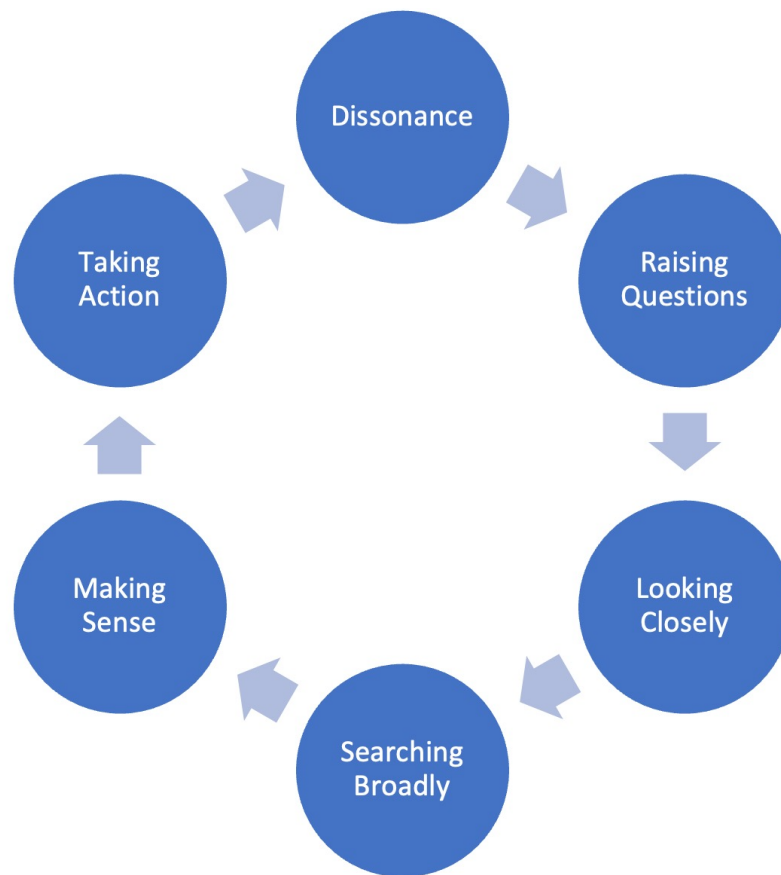 Dissonance
Raising
Questions
Looking
Closely
Searching
Broadly
Making
Sense
Taking
Action